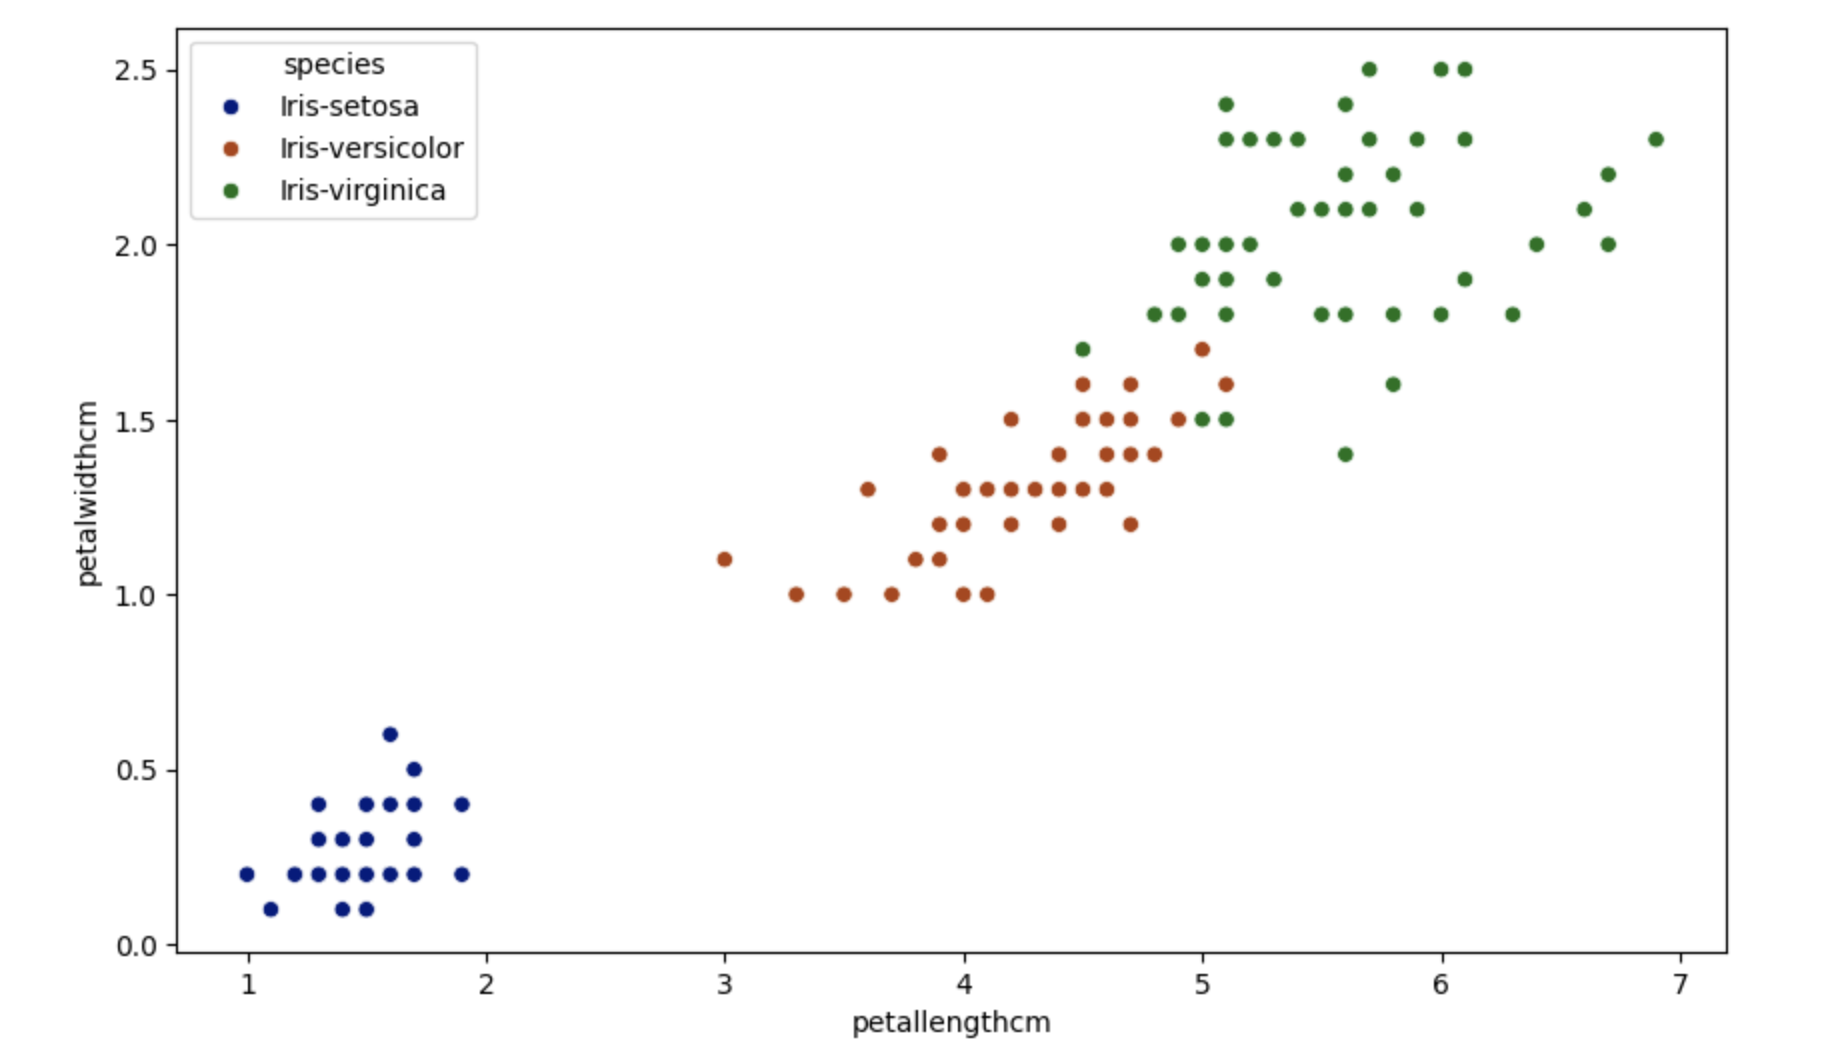 species
Iris-setosa
Iris-versicolor
Iris-virginica
2.5
2.0
1.5
1.0
0.5
0.0
petalwidthcm
1 2 3 4 5 6 7
petallengthcm